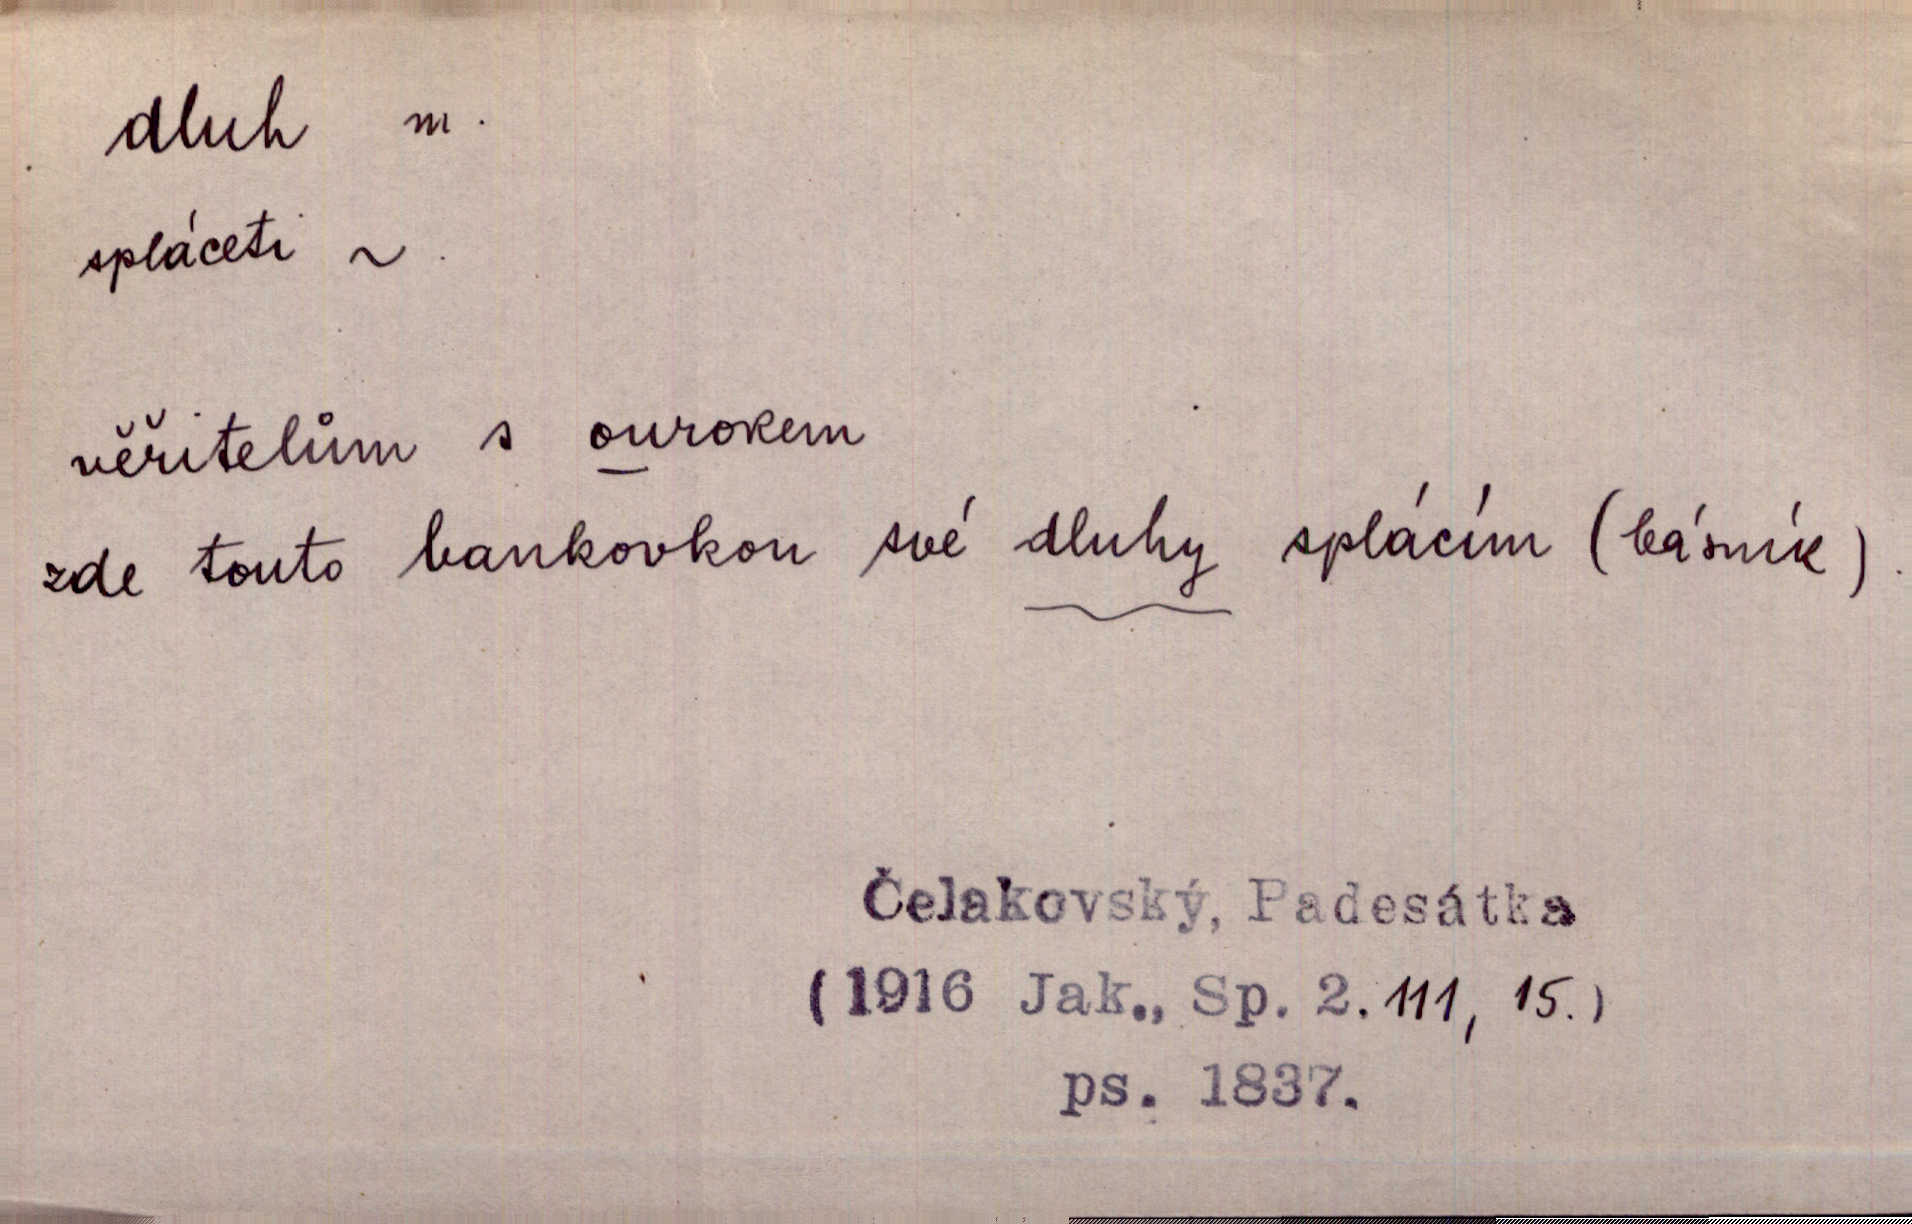 dluh m.
spláceti ~.
věřitelům s ourokem
zde touto bankovkou své dluhy splácím (básník).
Čelakovský, Padesátka
(1916 Jak., Sp. 2. 111, 15.)
ps. 1837.